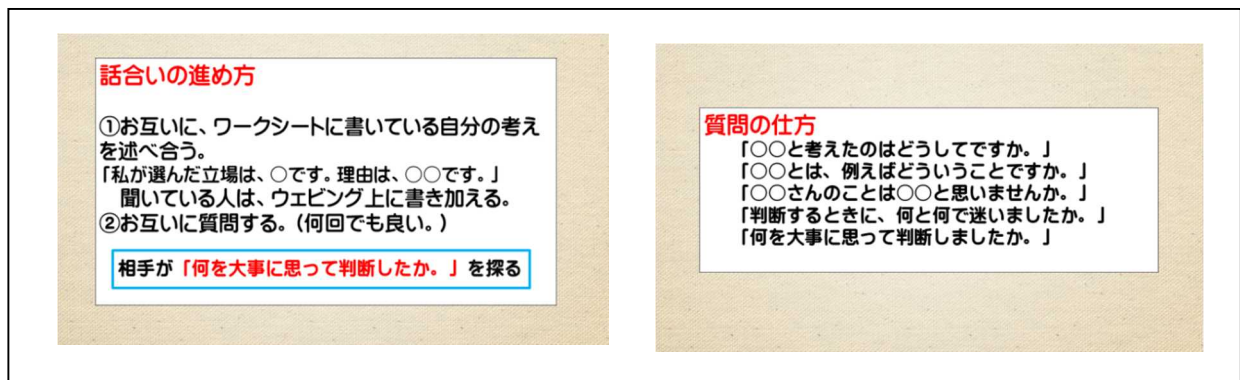 話合いの進め方
①お互いに、ワークシートに書いている自分の考え
を述べ合う。
「私が選んだ立場は、○です。理由は、○○です。」
聞いている人は、ウェビング上に書き加える。
②お互いに質問する。(何回でも良い。)
相手が「何を大事に思って判断したか。」を探る
質問の仕方
「○○と考えたのはどうしてですか。」
「○○とは、例えばどういうことですか。」
「○○さんのことは○○と思いませんか。」
「判断するときに、何と何で迷いましたか。」
「何を大事に思って判断しましたか。」